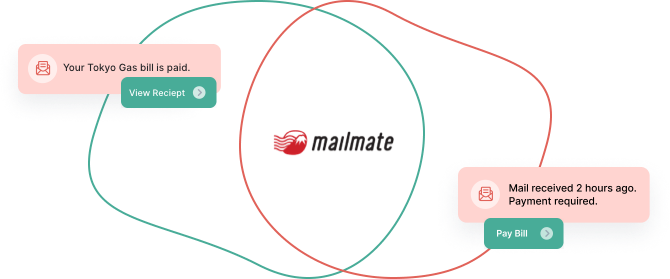 Your Tokyo Gas bill is paid.
View Reciept
mailmate
Mail received 2 hours ago.
Payment required.
Pay Bill